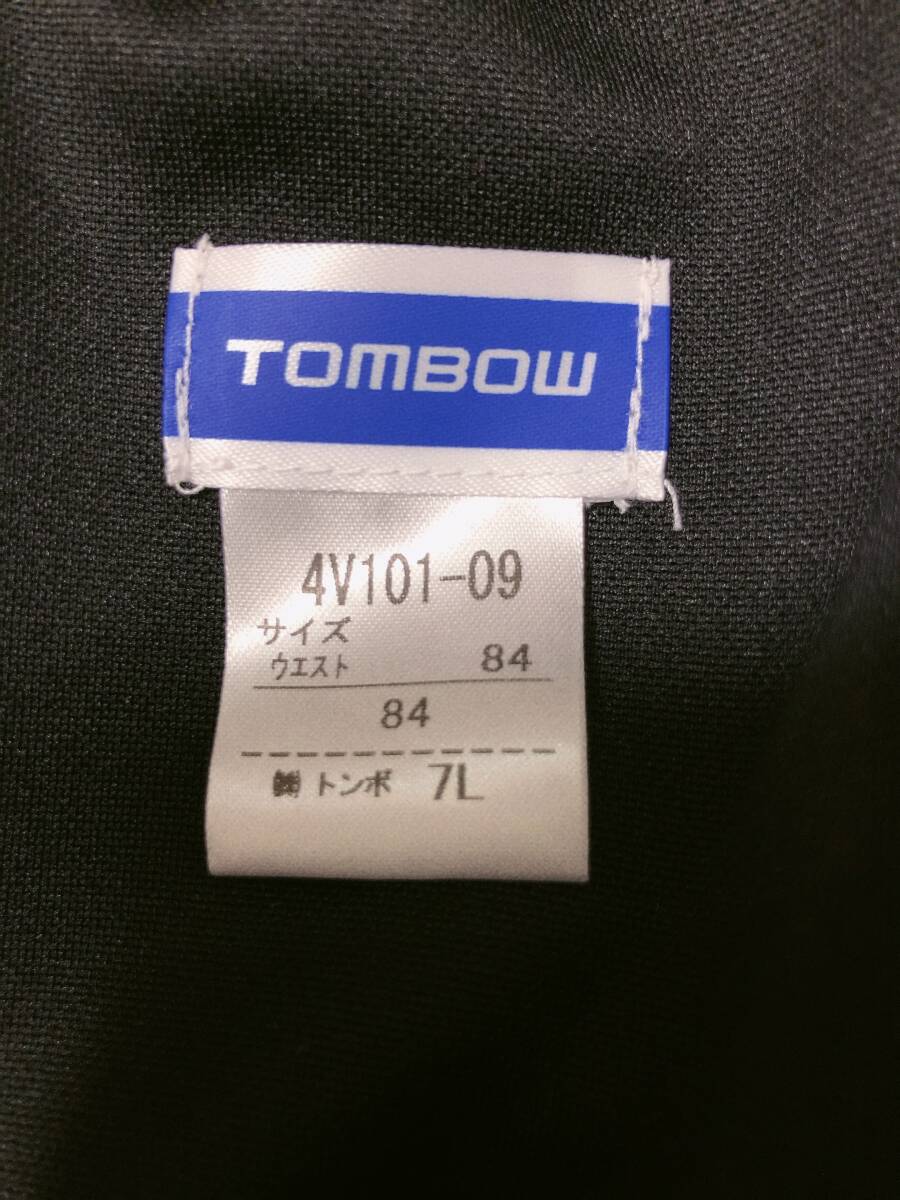 TOMBOW
4V101-09
サイズ
ウエスト 84
84
㈱トンボ 7L